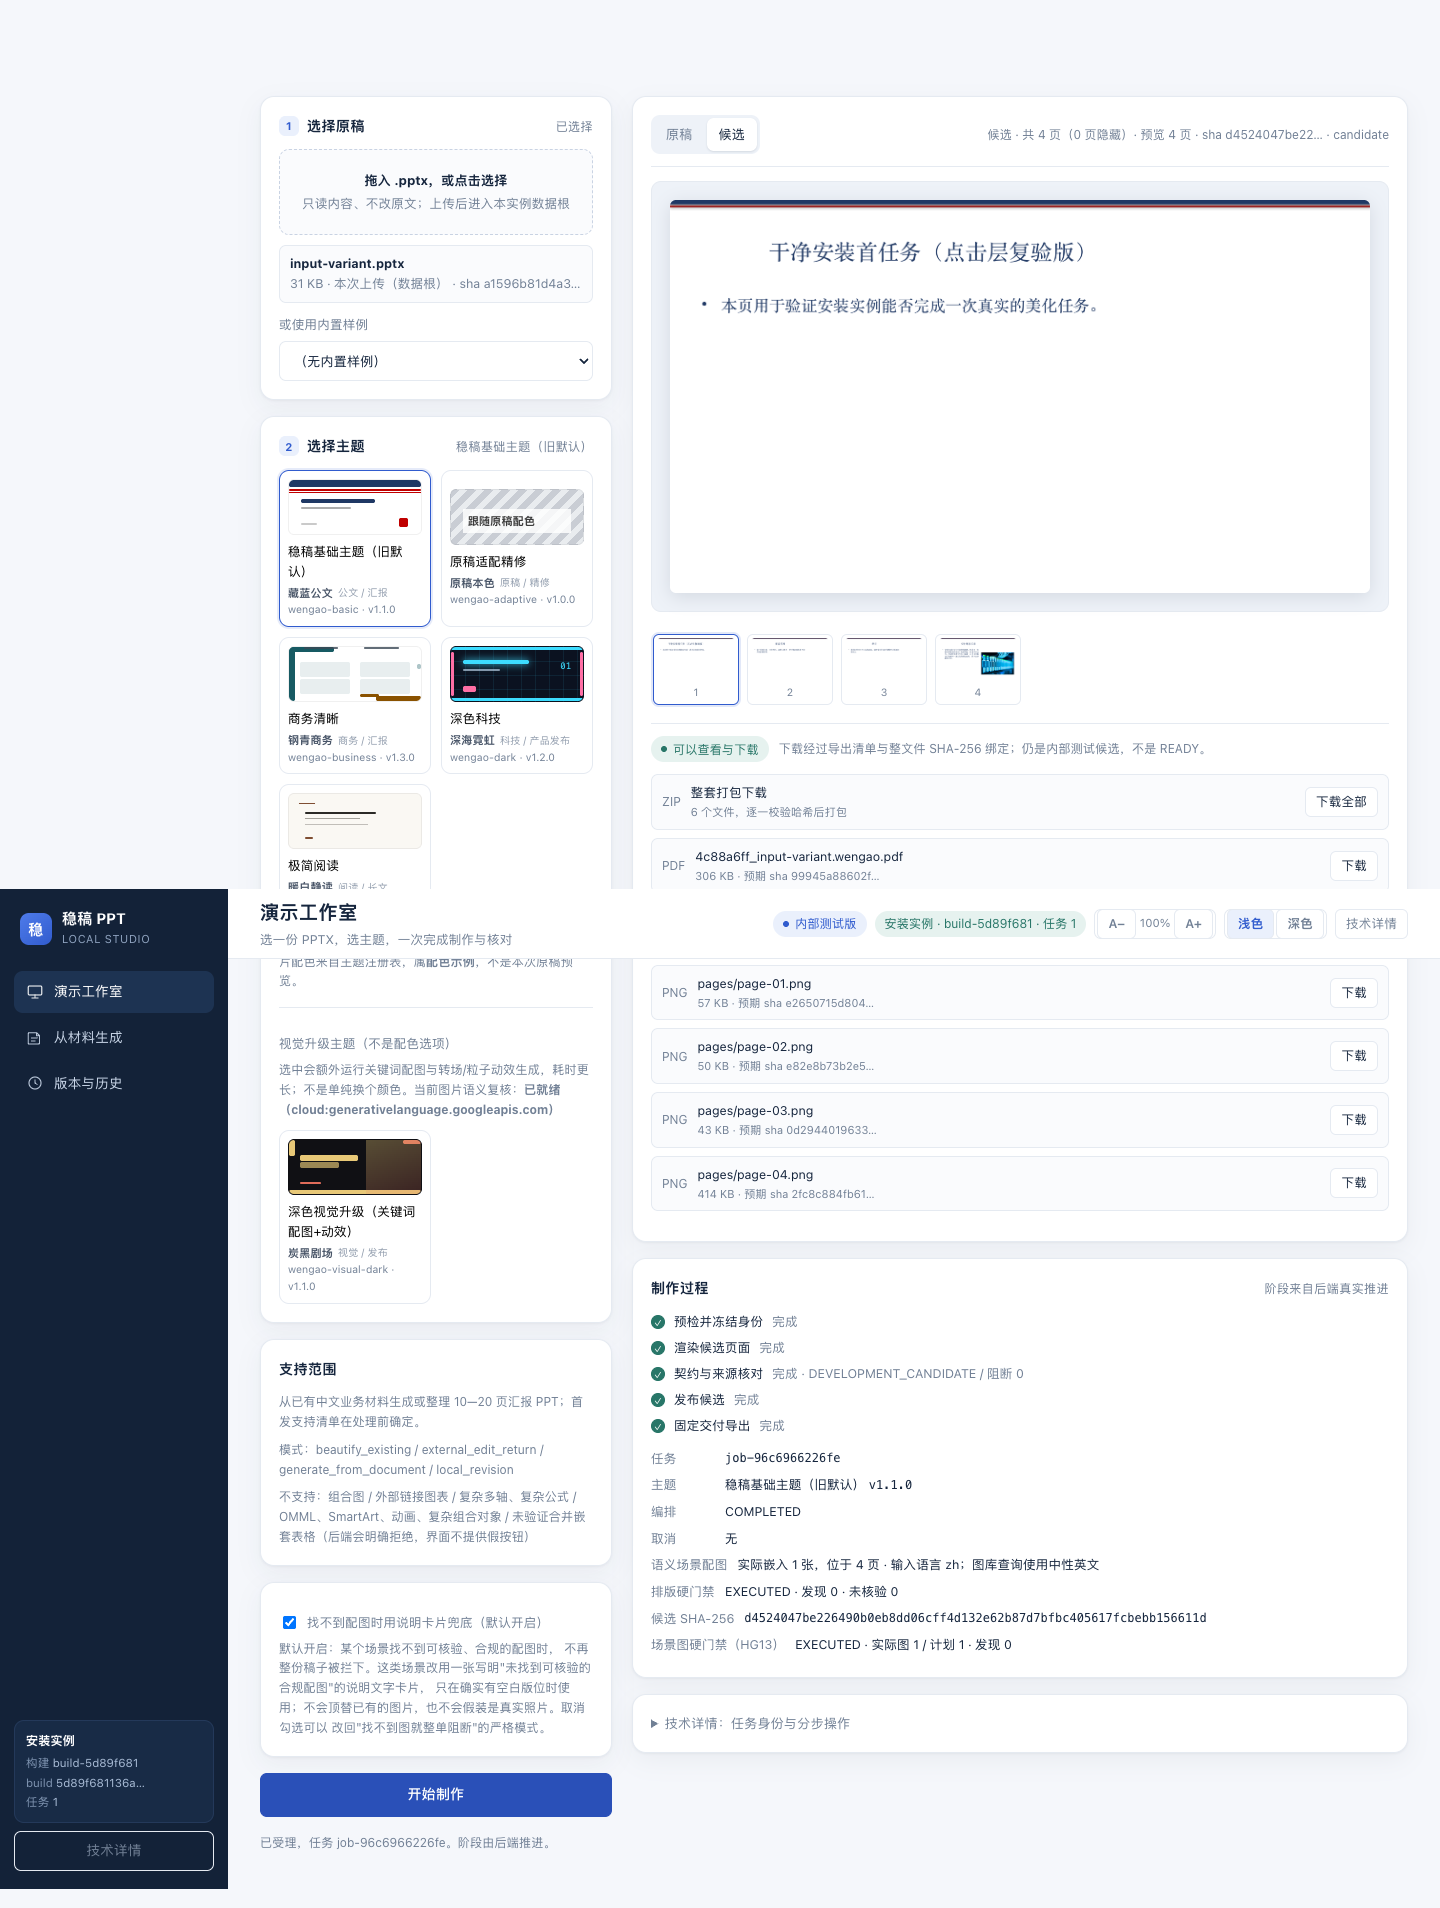 1 选择原稿 已选择
拖入 .pptx，或点击选择
只读内容、不改原文；上传后进入本实例数据根
input-variant.pptx
31 KB · 本次上传（数据根） · sha a1596b81d4a3...
或使用内置样例
（无内置样例）
2 选择主题 稳稿基础主题（旧默认）
稳稿基础主题（旧默
认）
藏蓝公文 公文 / 汇报
wengao-basic · v1.1.0
跟随原稿配色
原稿适配精修
原稿本色 原稿 / 精修
wengao-adaptive · v1.0.0
商务清晰
钢青商务 商务 / 汇报
wengao-business · v1.3.0
01
深色科技
深海霓虹 科技 / 产品发布
wengao-dark · v1.2.0
极简阅读
暖白静读 阅读 / 长文
原稿 候选
候选 · 共 4 页（0 页隐藏）· 预览 4 页 · sha d4524047be22... · candidate
干净安装首任务（点击层复验版）
• 本页用于验证安装实例能否完成一次真实的美化任务。
1
2
3
4
可以查看与下载 下载经过导出清单与整文件 SHA-256 绑定；仍是内部测试候选，不是 READY。
ZIP 整套打包下载
6 个文件，逐一校验哈希后打包
下载全部
PDF 4c88a6ff_input-variant.wengao.pdf
306 KB · 预期 sha 99945a88602f...
下载
稳 稳稿 PPT
LOCAL STUDIO
演示工作室
选一份 PPTX，选主题，一次完成制作与核对
内部测试版
安装实例 · build-5d89f681 · 任务 1
A− 100% A+
浅色 深色
技术详情
演示工作室
从材料生成
版本与历史
片配色来自主题注册表，属配色示例，不是本次原稿预
览。
视觉升级主题（不是配色选项）
选中会额外运行关键词配图与转场/粒子动效生成，耗时更
长；不是单纯换个颜色。当前图片语义复核：已就绪
（cloud:generativelanguage.googleapis.com）
深色视觉升级（关键词
配图+动效）
炭黑剧场 视觉 / 发布
wengao-visual-dark ·
v1.1.0
PNG pages/page-01.png
57 KB · 预期 sha e2650715d804...
下载
PNG pages/page-02.png
50 KB · 预期 sha e82e8b73b2e5...
下载
PNG pages/page-03.png
43 KB · 预期 sha 0d2944019633...
下载
PNG pages/page-04.png
414 KB · 预期 sha 2fc8c884fb61...
下载
支持范围
从已有中文业务材料生成或整理 10—20 页汇报 PPT；首
发支持清单在处理前确定。
模式：beautify_existing / external_edit_return /
generate_from_document / local_revision
不支持：组合图 / 外部链接图表 / 复杂多轴、复杂公式 /
OMML、SmartArt、动画、复杂组合对象 / 未验证合并嵌
套表格（后端会明确拒绝，界面不提供假按钮）
找不到配图时用说明卡片兜底（默认开启）
默认开启：某个场景找不到可核验、合规的配图时， 不再
整份稿子被拦下。这类场景改用一张写明"未找到可核验的
合规配图"的说明文字卡片， 只在确实有空白版位时使
用；不会顶替已有的图片，也不会假装是真实照片。取消
勾选可以 改回"找不到图就整单阻断"的严格模式。
开始制作
已受理，任务 job-96c6966226fe。阶段由后端推进。
制作过程 阶段来自后端真实推进
预检并冻结身份 完成
渲染候选页面 完成
契约与来源核对 完成 · DEVELOPMENT_CANDIDATE / 阻断 0
发布候选 完成
固定交付导出 完成
任务 job-96c6966226fe
主题 稳稿基础主题（旧默认） v1.1.0
编排 COMPLETED
取消 无
语义场景配图 实际嵌入 1 张，位于 4 页 · 输入语言 zh；图库查询使用中性英文
排版硬门禁 EXECUTED · 发现 0 · 未核验 0
候选 SHA-256 d4524047be226490b0eb8dd06cff4d132e62b87d7bfbc405617fcbebb156611d
场景图硬门禁（HG13） EXECUTED · 实际图 1 / 计划 1 · 发现 0
▶ 技术详情：任务身份与分步操作
安装实例
构建 build-5d89f681
build 5d89f681136a...
任务 1
技术详情